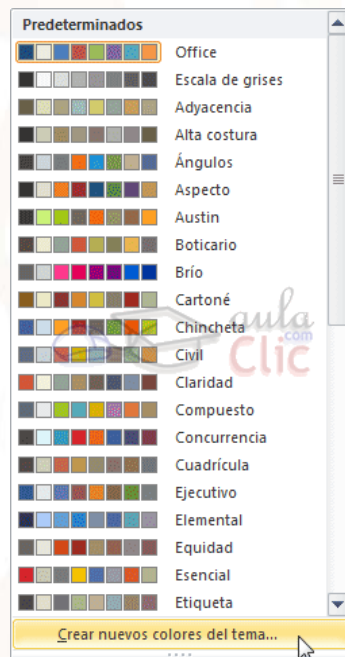 Predeterminados
Office
Escala de grises
Adyacencia
Alta costura
Ángulos
Aspecto
Austin
Boticario
Brío
Cartoné
Chincheta
Civil
Claridad
Compuesto
Concurrencia
Cuadrícula
Ejecutivo
Elemental
Equidad
Esencial
Etiqueta
Crear nuevos colores del tema...
aula
.com
Clic